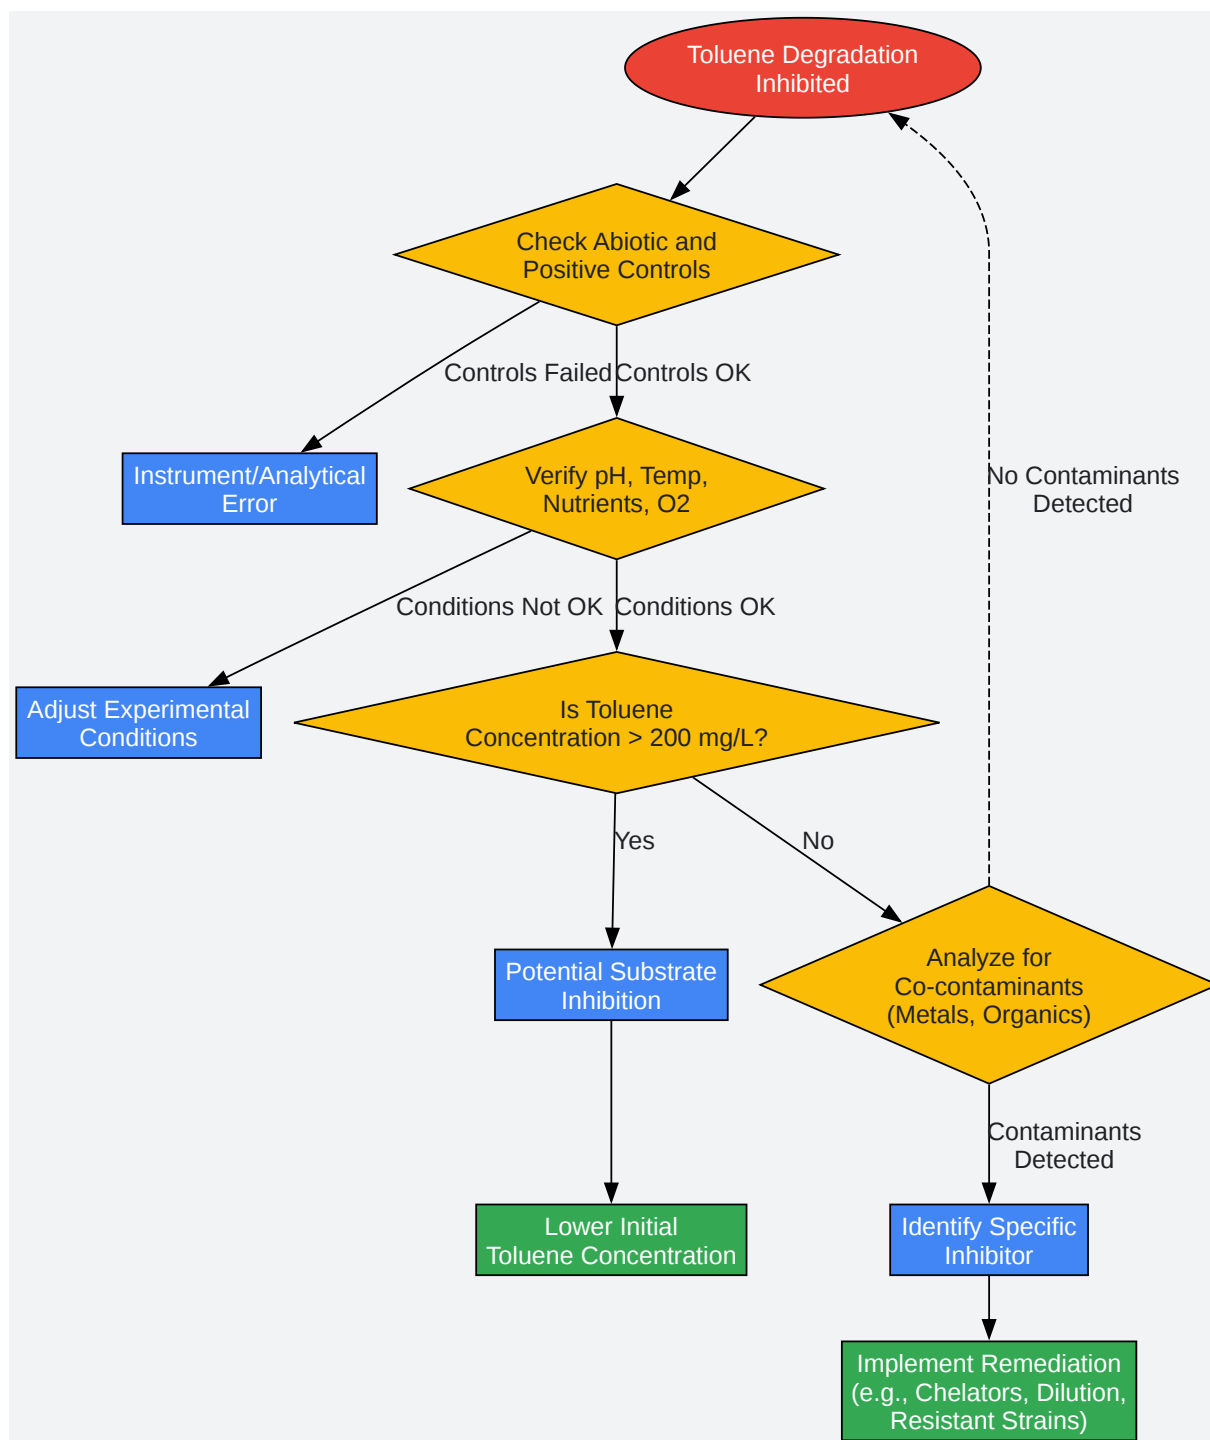 Toluene Degradation
Inhibited
Check Abiotic and
Positive Controls
Controls Failed
Controls OK
Instrument/Analytical
Error
Verify pH, Temp,
Nutrients, O2
No Contaminants
Detected
Conditions Not OK
Conditions OK
Adjust Experimental
Conditions
Is Toluene
Concentration > 200 mg/L?
Yes
No
Potential Substrate
Inhibition
Analyze for
Co-contaminants
(Metals, Organics)
Contaminants
Detected
Lower Initial
Toluene Concentration
Identify Specific
Inhibitor
Implement Remediation
(e.g., Chelators, Dilution,
Resistant Strains)